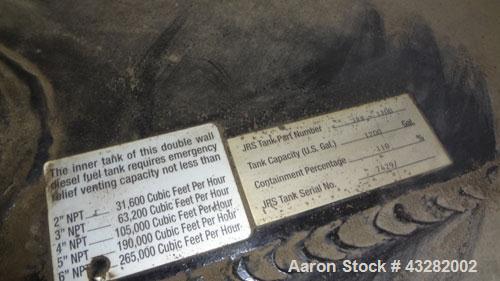 The inner tank of this double wall
diesel fuel tank requires emergency
relief venting capacity not less than
2" NPT 31,600 Cubic Feet Per Hour
3" NPT 63,200 Cubic Feet Per Hour
4" NPT 105,000 Cubic Feet Per Hour
5" NPT 190,000 Cubic Feet Per Hour
6" NPT 265,000 Cubic Feet Per Hour
JRS Tank Part Number
Tank Capacity (U.S. Gal.) 1200 Gal.
Containment Percentage 110 %
JRS Tank Serial No.
Aaron Stock # 43282002